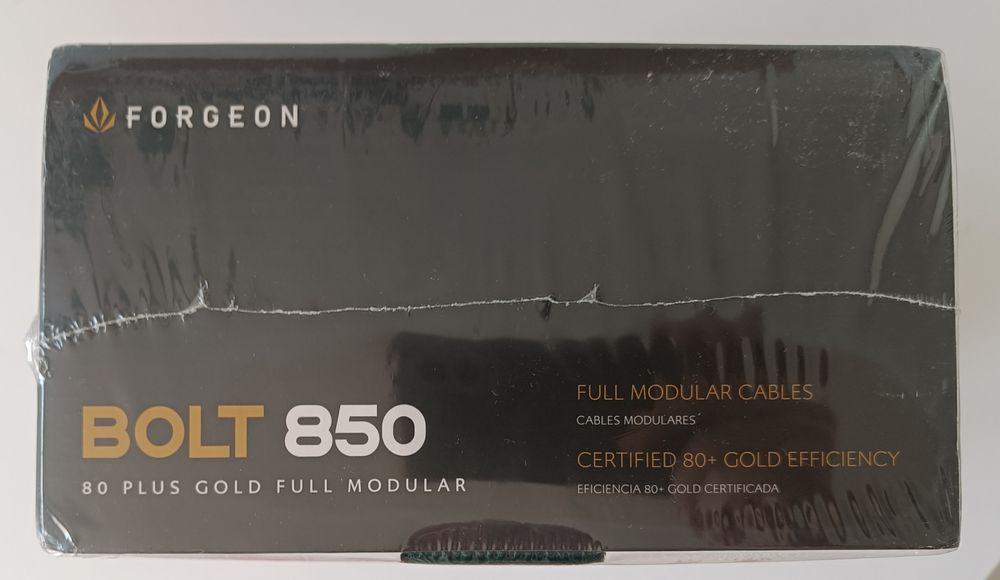 FORGEON
BOLT 850
80 PLUS GOLD FULL MODULAR
FULL MODULAR CABLES
CABLES MODULARES
CERTIFIED 80+ GOLD EFFICIENCY
EFICIENCIA 80+ GOLD CERTIFICADA